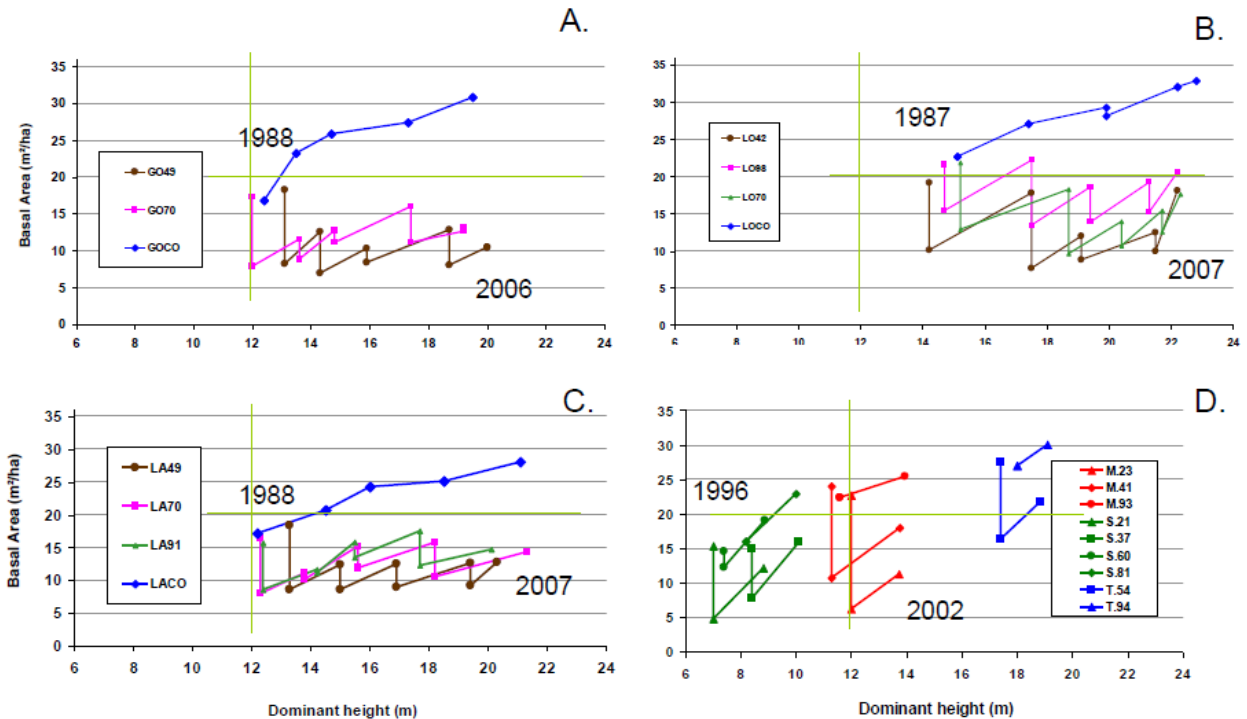 A.
35
30
25
20
15
10
5
0
Basal Area (m²/ha)
1988
GO49
GO70
GOCO
2006
6 8 10 12 14 16 18 20 22 24
B.
35
30
25
20
15
10
5
0
1987
LO42
LO98
LO70
LOCO
2007
6 8 10 12 14 16 18 20 22 24
C.
35
30
25
20
15
10
5
0
Basal Area (m²/ha)
1988
LA49
LA70
LA91
LACO
2007
6 8 10 12 14 16 18 20 22 24
Dominant height (m)
D.
35
30
25
20
15
10
5
0
1996
M.23
M.41
M.93
S.21
S.37
S.60
S.81
T.54
T.94
2002
6 8 10 12 14 16 18 20 22 24
Dominant height (m)